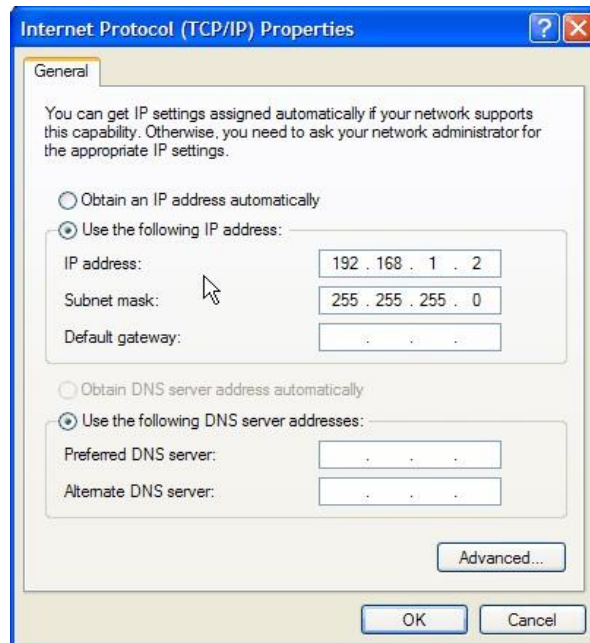 Internet Protocol (TCP/IP) Properties
General
You can get IP settings assigned automatically if your network supports
this capability. Otherwise, you need to ask your network administrator for
the appropriate IP settings.
Obtain an IP address automatically
Use the following IP address:
IP address: 192 . 168 . 1 . 2
Subnet mask: 255 . 255 . 255 . 0
Default gateway: . . .
Obtain DNS server address automatically
Use the following DNS server addresses:
Preferred DNS server: . . .
Alternate DNS server: . . .
Advanced...
OK Cancel